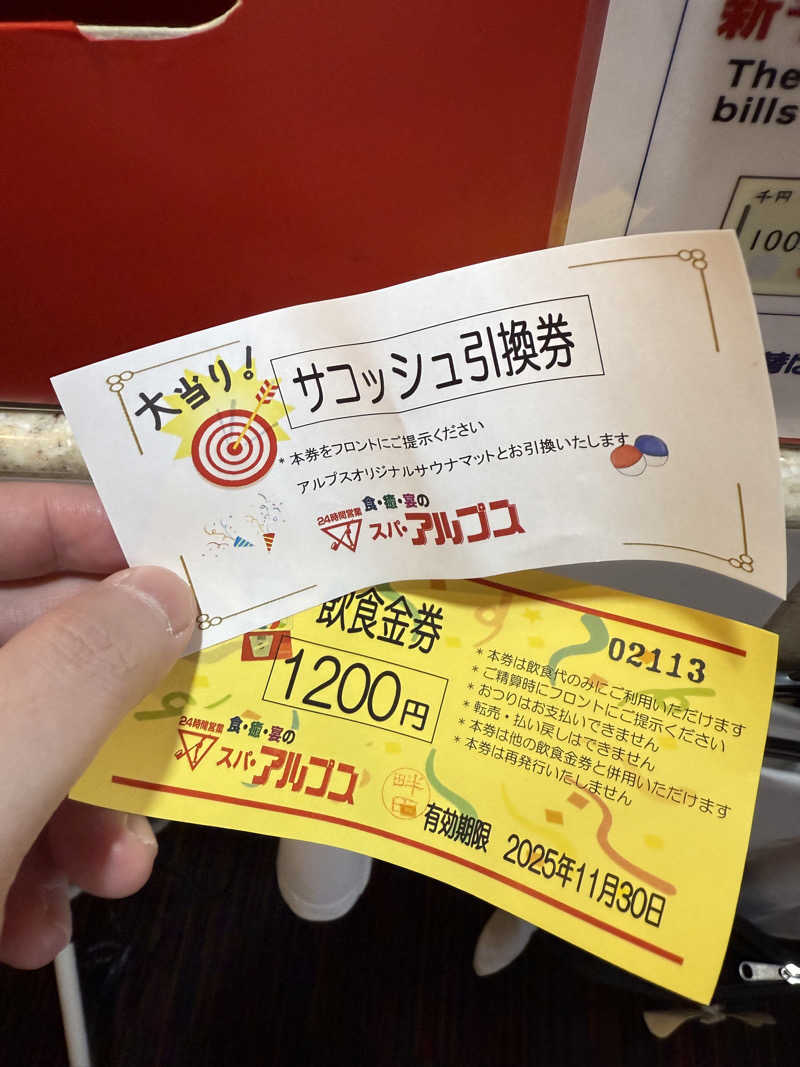 新
The
bills
千円
100
大当り!
サコッシュ引換券
*本券をフロントにご提示ください
アルプスオリジナルサウナマットとお引換いたします
24時間営業
食・癒・宴の
スパ・アルプス
飲食金券
02113
1200円
*本券は飲食代のみにご利用いただけます
*ご精算時にフロントにご提示ください
*おつりはお支払いできません
*転売・払い戻しはできません
*本券は他の飲食金券と併用いただけます
*本券は再発行いたしません
24時間営業
食・癒・宴の
スパ・アルプス
有効期限 2025年11月30日